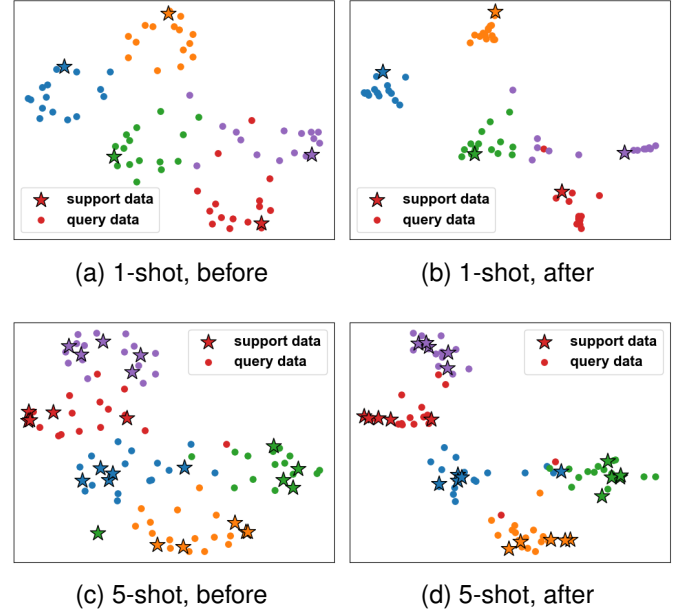 support data
query data
support data
query data
(a) 1-shot, before
(b) 1-shot, after
support data
query data
support data
query data
(c) 5-shot, before
(d) 5-shot, after